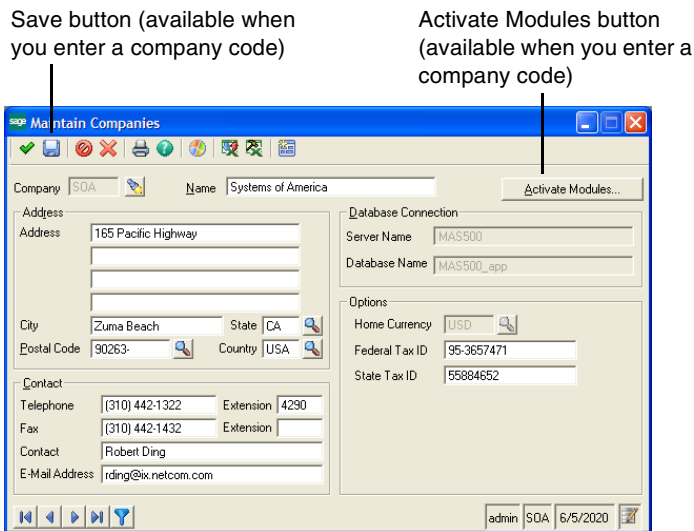 Save button (available when
you enter a company code)
Activate Modules button
(available when you enter a
company code)
sage Maintain Companies
Company SOA Name Systems of America Activate Modules...
Address
Address 165 Pacific Highway
City Zuma Beach State CA
Postal Code 90263- Country USA
Contact
Telephone (310) 442-1322 Extension 4290
Fax (310) 442-1432 Extension
Contact Robert Ding
E-Mail Address rding@ix.netcom.com
Database Connection
Server Name MAS500
Database Name MAS500_app
Options
Home Currency USD
Federal Tax ID 95-3657471
State Tax ID 55884652
admin SOA 6/5/2020